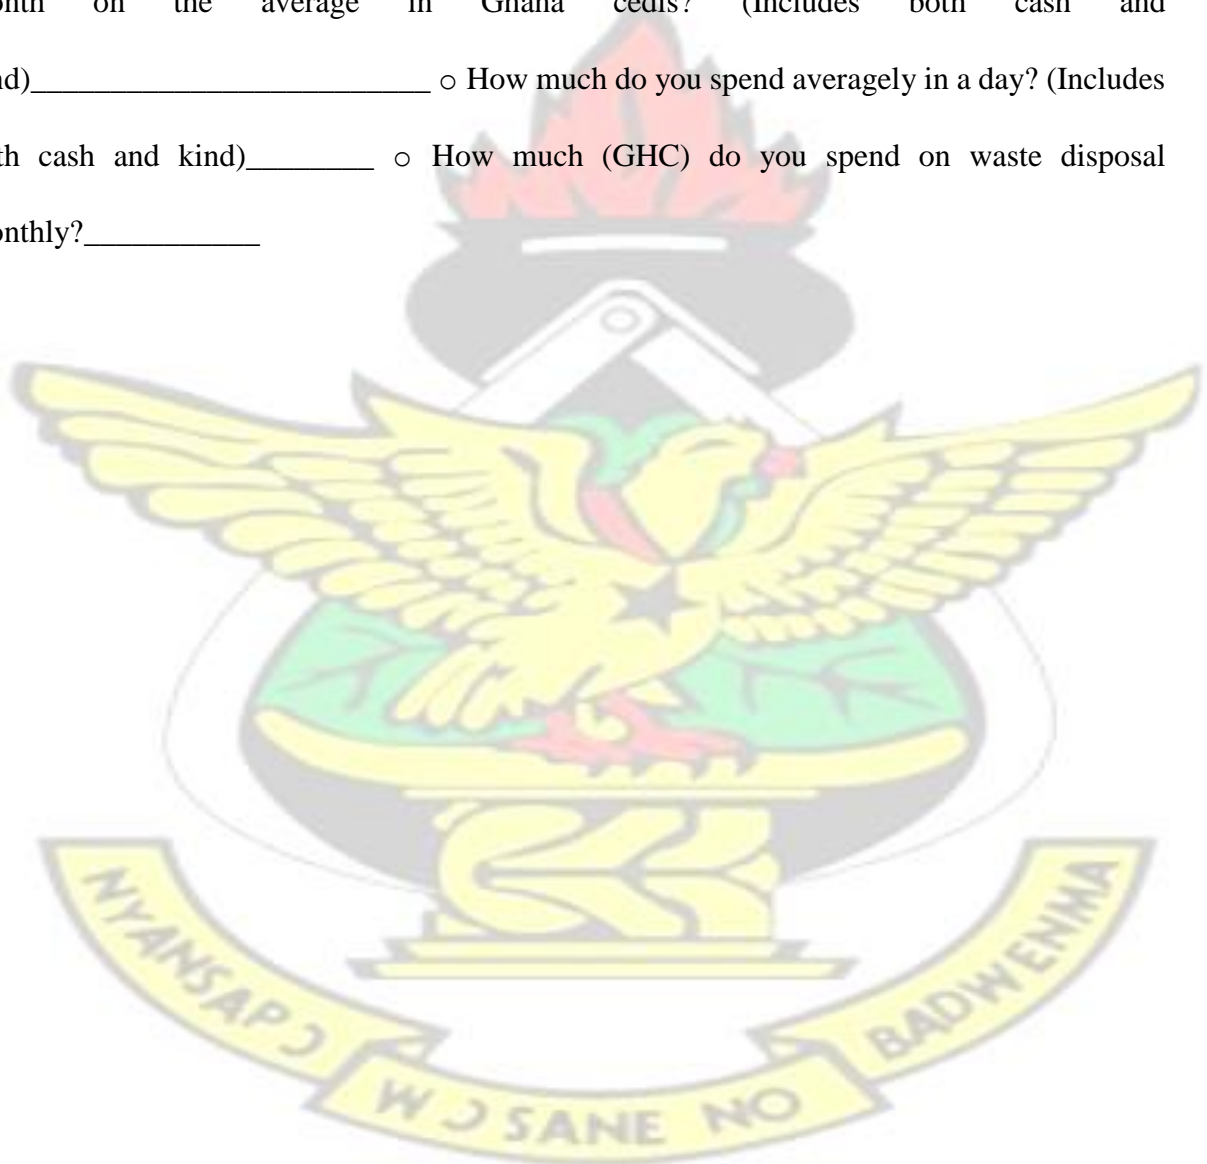 onth on the average in Ghana cedis? (Includes both cash and
nd)_________________________ o How much do you spend averagely in a day? (Includes
th cash and kind)________ o How much (GHC) do you spend on waste disposal
onthly?___________
NYANSAPƆ
WƆSANE NO
BADWENMA